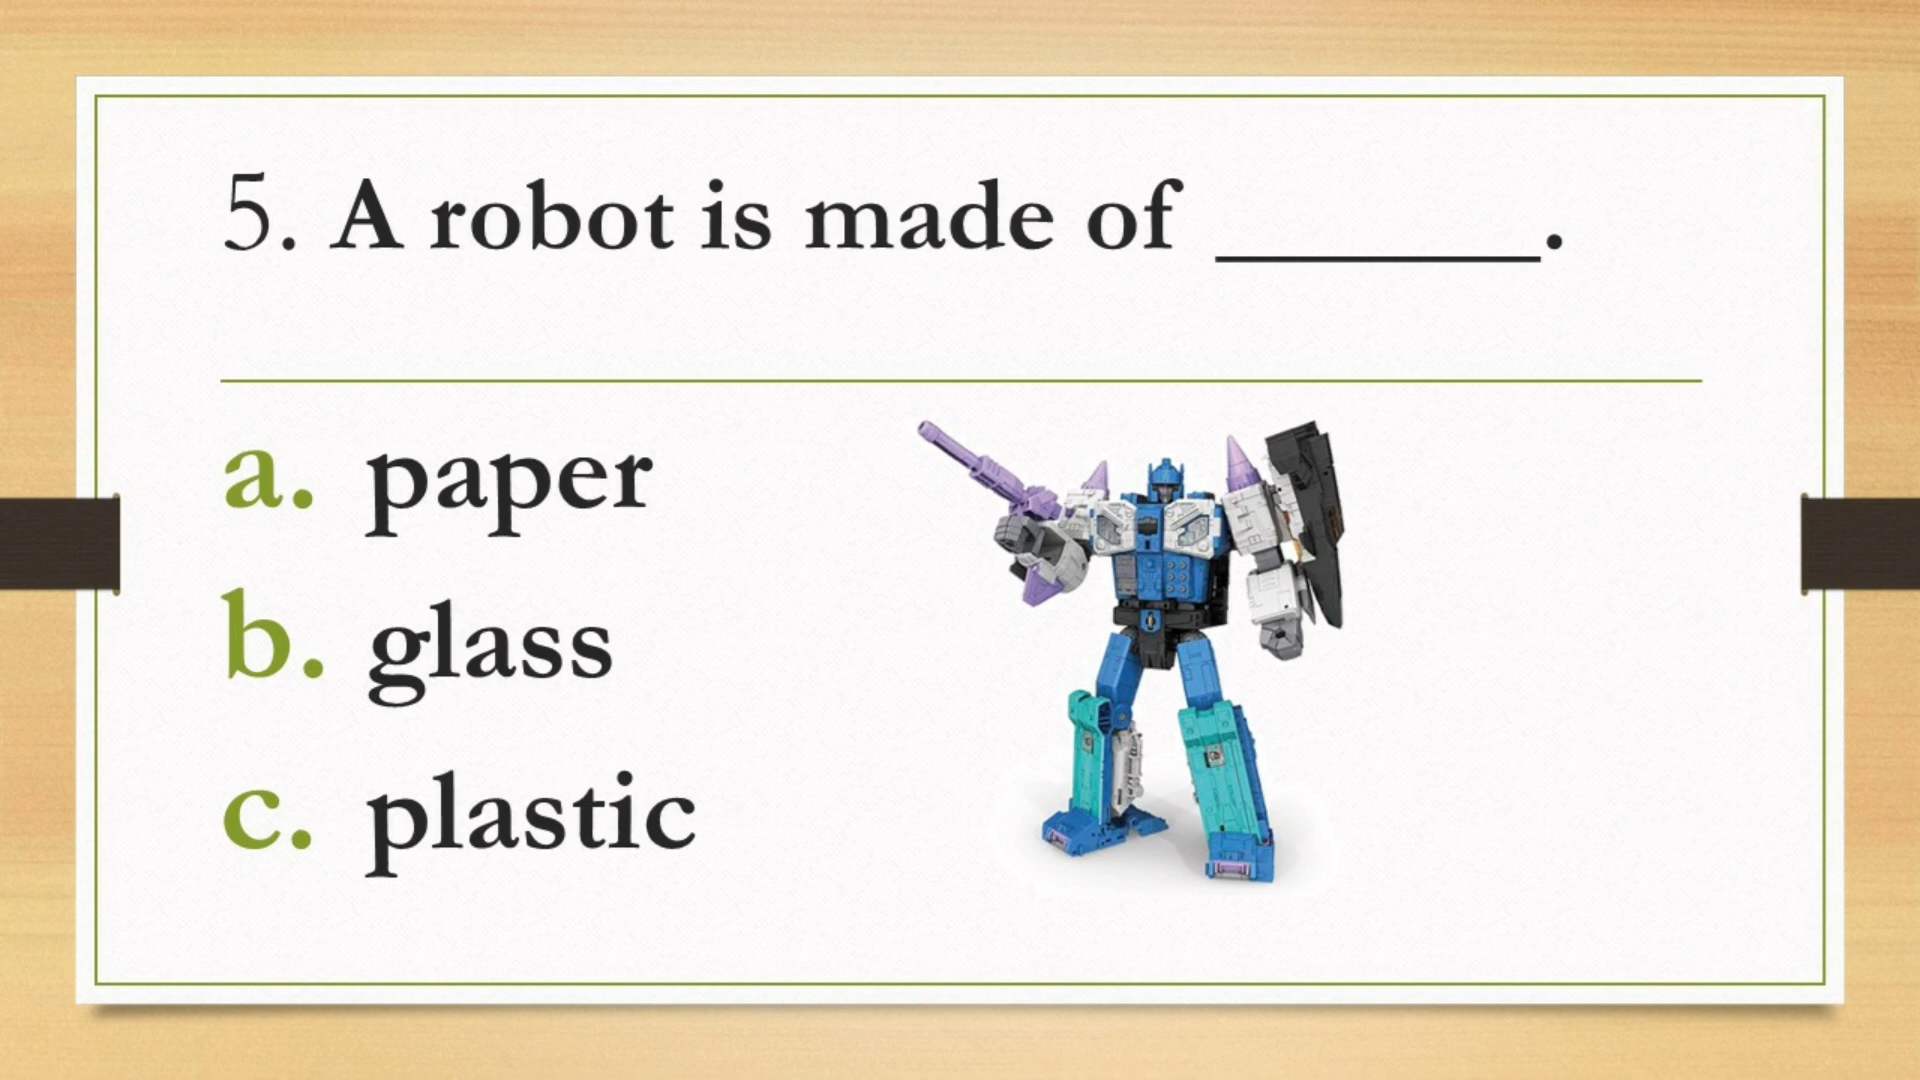 5. A robot is made of _______.
a. paper
b. glass
c. plastic